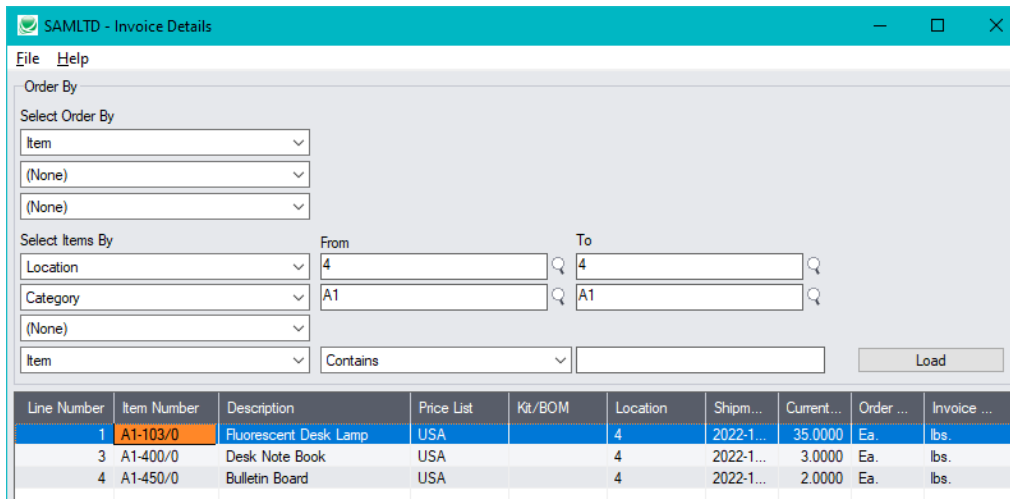 SAMLTD - Invoice Details
File Help
Order By
Select Order By
Item
(None)
(None)
Select Items By From To
Location 4 4
Category A1 A1
(None)
Item Contains Load
Line Number Item Number Description Price List Kit/BOM Location Shipm... Current... Order ... Invoice ...
1 A1-103/0 Fluorescent Desk Lamp USA 4 2022-1... 35.0000 Ea. lbs.
3 A1-400/0 Desk Note Book USA 4 2022-1... 3.0000 Ea. lbs.
4 A1-450/0 Bulletin Board USA 4 2022-1... 2.0000 Ea. lbs.